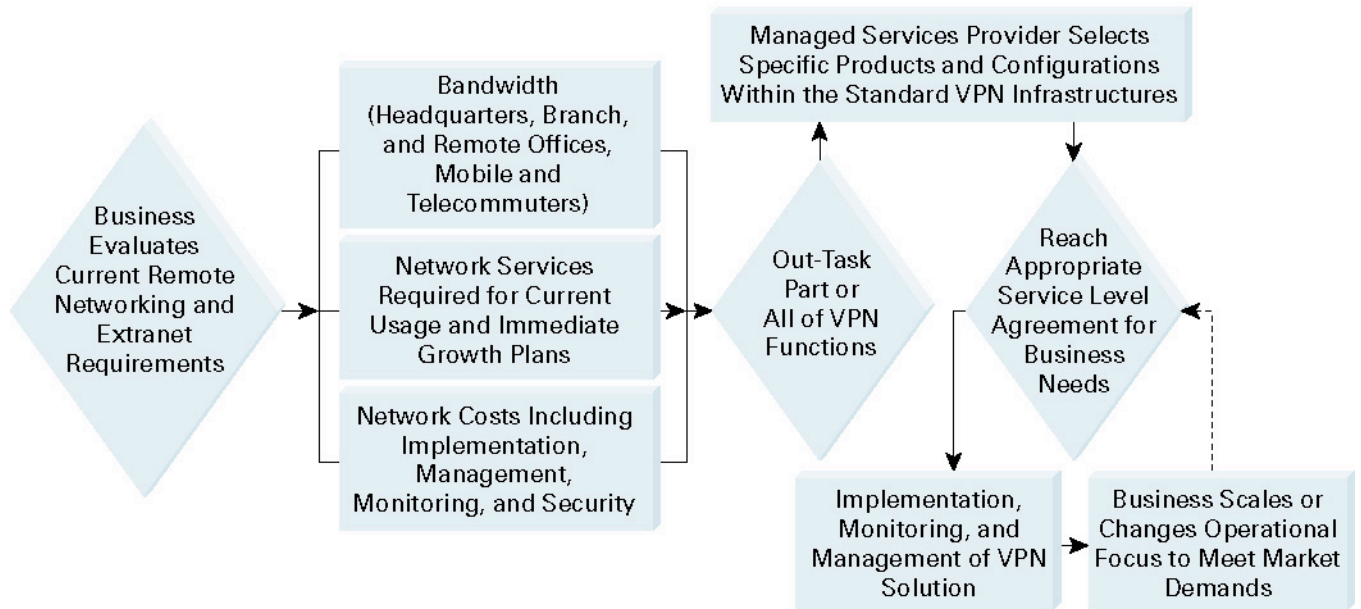 Business
Evaluates
Current Remote
Networking and
Extranet
Requirements
Bandwidth
(Headquarters, Branch,
and Remote Offices,
Mobile and
Telecommuters)
Network Services
Required for Current
Usage and Immediate
Growth Plans
Network Costs Including
Implementation,
Management,
Monitoring, and Security
Out-Task
Part or
All of VPN
Functions
Managed Services Provider Selects
Specific Products and Configurations
Within the Standard VPN Infrastructures
Reach
Appropriate
Service Level
Agreement for
Business
Needs
Implementation,
Monitoring, and
Management of VPN
Solution
Business Scales or
Changes Operational
Focus to Meet Market
Demands